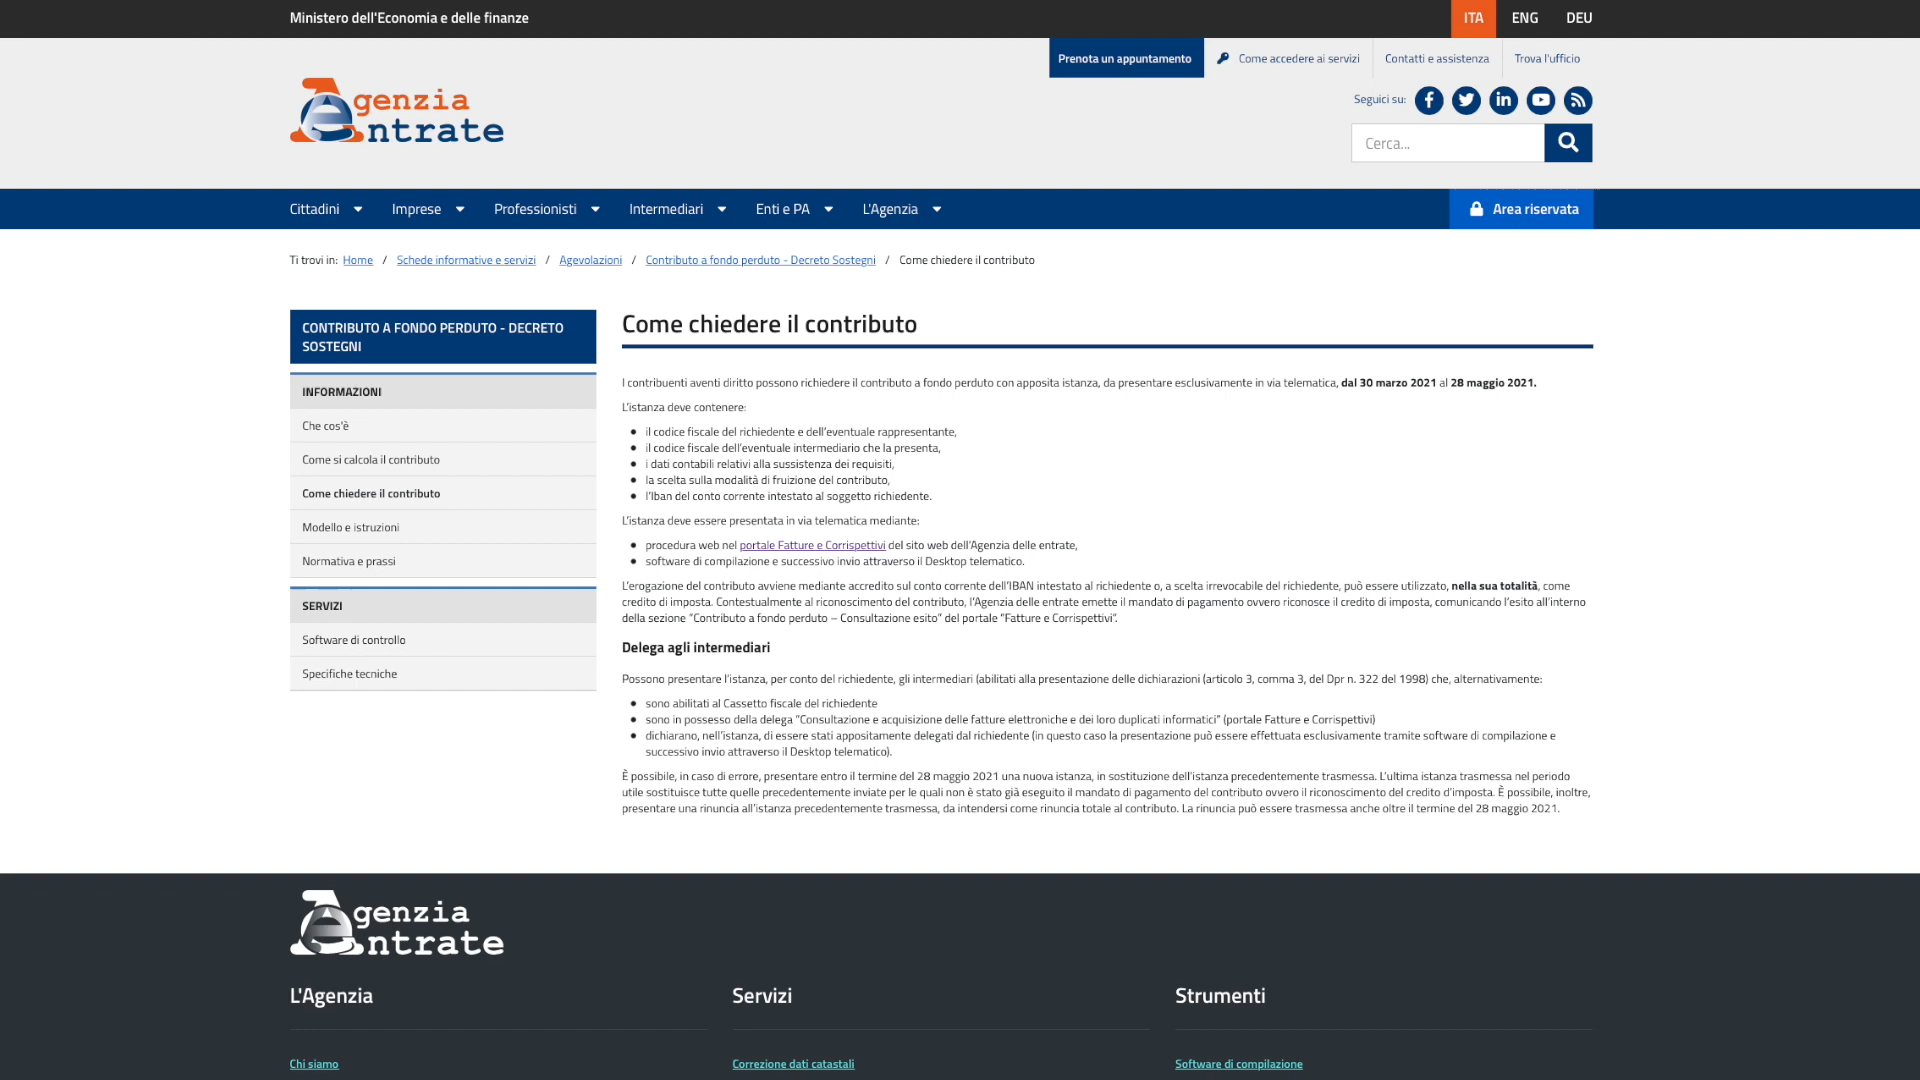 Ministero dell'Economia e delle finanze
ITA ENG DEU
Prenota un appuntamento Come accedere ai servizi Contatti e assistenza Trova l'ufficio
Agenzia
Entrate
Seguici su:
Cerca...
Cittadini Imprese Professionisti Intermediari Enti e PA L'Agenzia Area riservata
Ti trovi in: Home / Schede informative e servizi / Agevolazioni / Contributo a fondo perduto - Decreto Sostegni / Come chiedere il contributo
CONTRIBUTO A FONDO PERDUTO - DECRETO
SOSTEGNI
INFORMAZIONI
Che cos'è
Come si calcola il contributo
Come chiedere il contributo
Modello e istruzioni
Normativa e prassi
SERVIZI
Software di controllo
Specifiche tecniche
Come chiedere il contributo
I contribuenti aventi diritto possono richiedere il contributo a fondo perduto con apposita istanza, da presentare esclusivamente in via telematica, dal 30 marzo 2021 al 28 maggio 2021.
L'istanza deve contenere:
il codice fiscale del richiedente e dell'eventuale rappresentante,
il codice fiscale dell'eventuale intermediario che la presenta,
i dati contabili relativi alla sussistenza dei requisiti,
la scelta sulla modalità di fruizione del contributo,
l'Iban del conto corrente intestato al soggetto richiedente.
L'istanza deve essere presentata in via telematica mediante:
procedura web nel portale Fatture e Corrispettivi del sito web dell'Agenzia delle entrate,
software di compilazione e successivo invio attraverso il Desktop telematico.
L'erogazione del contributo avviene mediante accredito sul conto corrente dell'IBAN intestato al richiedente o, a scelta irrevocabile del richiedente, può essere utilizzato, nella sua totalità, come
credito di imposta. Contestualmente al riconoscimento del contributo, l'Agenzia delle entrate emette il mandato di pagamento ovvero riconosce il credito di imposta, comunicando l'esito all'interno
della sezione "Contributo a fondo perduto – Consultazione esito" del portale "Fatture e Corrispettivi".
Delega agli intermediari
Possono presentare l'istanza, per conto del richiedente, gli intermediari (abilitati alla presentazione delle dichiarazioni (articolo 3, comma 3, del Dpr n. 322 del 1998) che, alternativamente:
sono abilitati al Cassetto fiscale del richiedente
sono in possesso della delega "Consultazione e acquisizione delle fatture elettroniche e dei loro duplicati informatici" (portale Fatture e Corrispettivi)
dichiarano, nell'istanza, di essere stati appositamente delegati dal richiedente (in questo caso la presentazione può essere effettuata esclusivamente tramite software di compilazione e
successivo invio attraverso il Desktop telematico).
È possibile, in caso di errore, presentare entro il termine del 28 maggio 2021 una nuova istanza, in sostituzione dell'istanza precedentemente trasmessa. L'ultima istanza trasmessa nel periodo
utile sostituisce tutte quelle precedentemente inviate per le quali non è stato già eseguito il mandato di pagamento del contributo ovvero il riconoscimento del credito d'imposta. È possibile, inoltre,
presentare una rinuncia all'istanza precedentemente trasmessa, da intendersi come rinuncia totale al contributo. La rinuncia può essere trasmessa anche oltre il termine del 28 maggio 2021.
Agenzia
Entrate
L'Agenzia Servizi Strumenti
Chi siamo Correzione dati catastali Software di compilazione